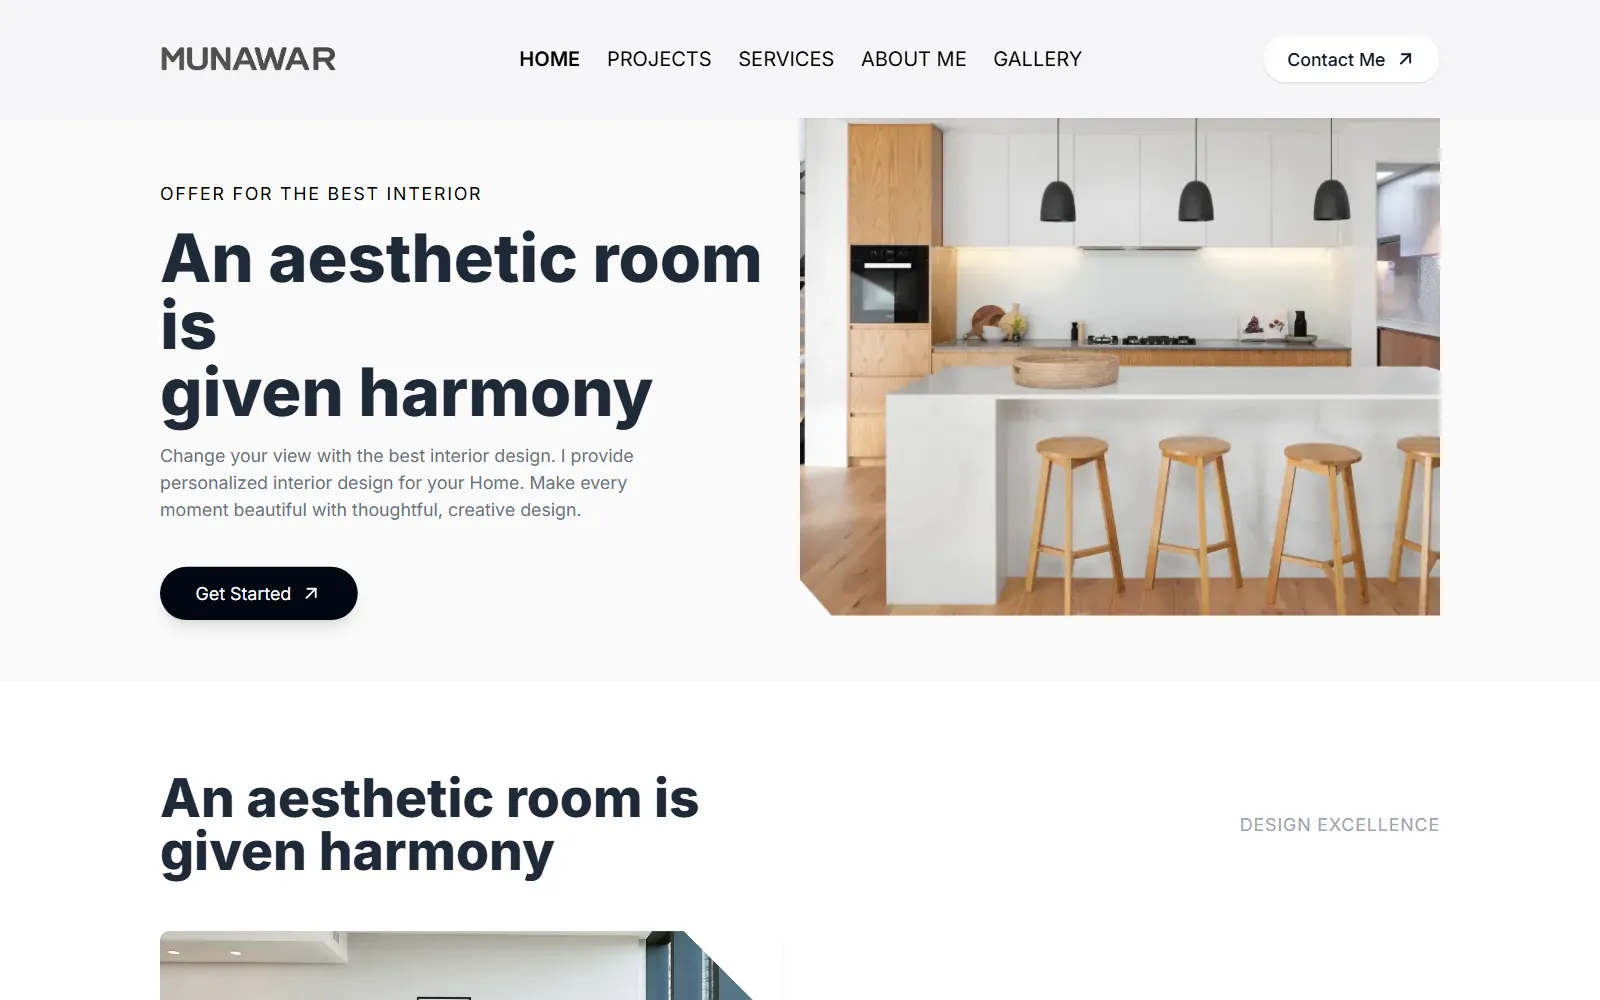 MUNAWAR
HOME PROJECTS SERVICES ABOUT ME GALLERY
Contact Me
OFFER FOR THE BEST INTERIOR
An aesthetic room
is
given harmony
Change your view with the best interior design. I provide
personalized interior design for your Home. Make every
moment beautiful with thoughtful, creative design.
Get Started
An aesthetic room is
given harmony
DESIGN EXCELLENCE